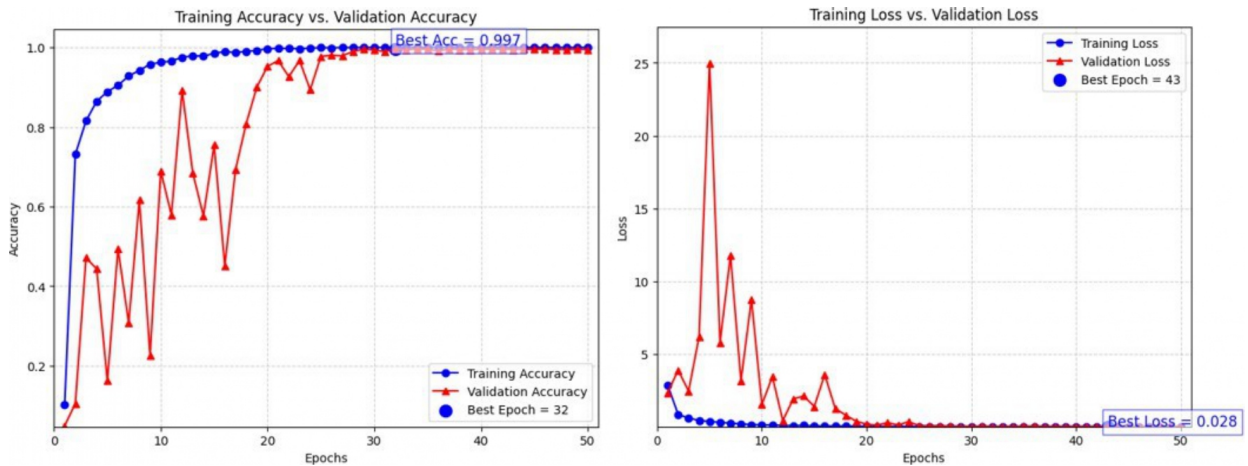 Training Accuracy vs. Validation Accuracy
Best Acc = 0.997
1.0
0.8
0.6
0.4
0.2
Accuracy
Training Accuracy
Validation Accuracy
Best Epoch = 32
0 10 20 30 40 50
Epochs
Training Loss vs. Validation Loss
Training Loss
Validation Loss
Best Epoch = 43
25
20
15
10
5
Loss
Best Loss = 0.028
0 10 20 30 40 50
Epochs